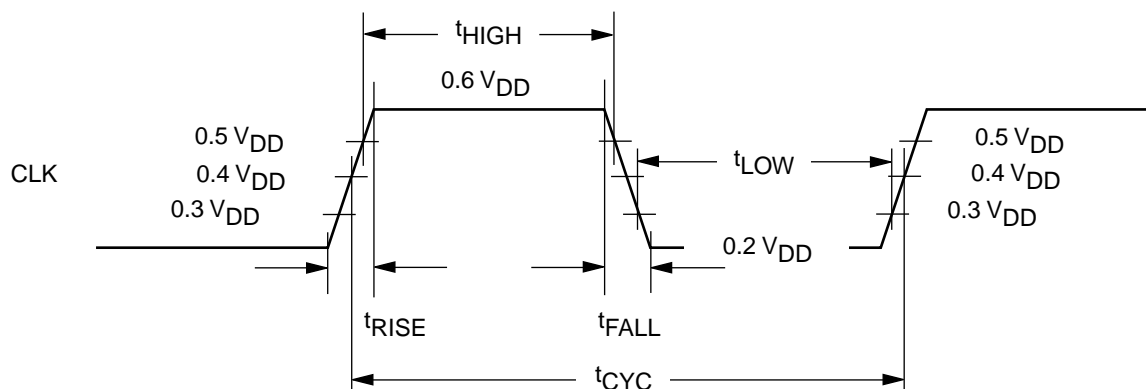 tHIGH
0.6 VDD
0.5 VDD
0.5 VDD
CLK
0.4 VDD
tLOW
0.4 VDD
0.3 VDD
0.3 VDD
0.2 VDD
tRISE
tFALL
tCYC